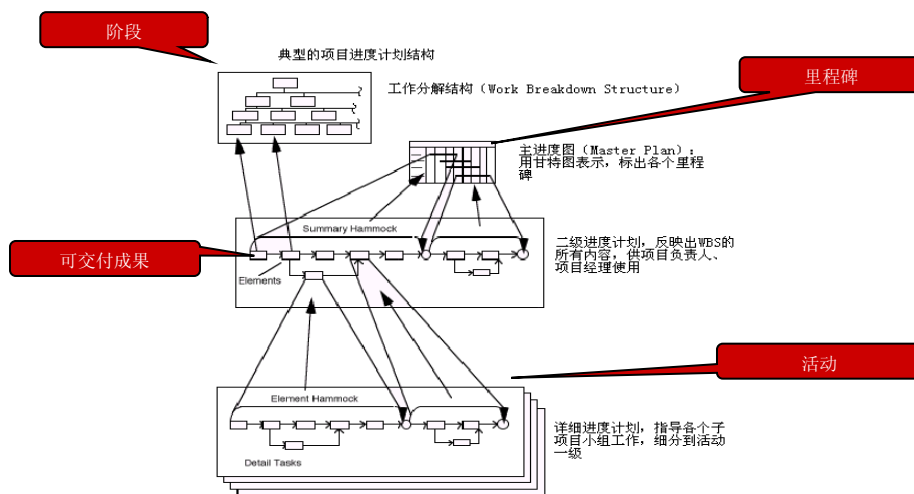 阶段
典型的项目进度计划结构
里程碑
工作分解结构（Work Breakdown Structure）
主进度图（Master Plan）；
用甘特图表示，标出各个里程
碑
Summary Hammock
可交付成果
Elements
二级进度计划，反映出WBS的
所有内容，供项目负责人、
项目经理使用
活动
Element Hammock
详细进度计划，指导各个子
项目小组工作，细分到活动
一级
Detail Tasks